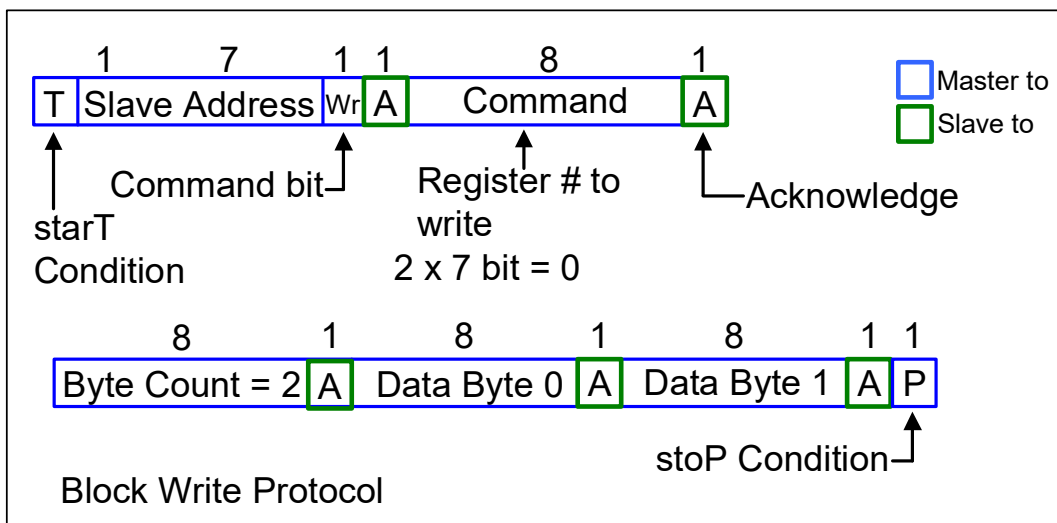 1 7 1 1 8 1
T Slave Address Wr A Command A
Master to
Slave to
Command bit
Register # to
write
2 x 7 bit = 0
Acknowledge
starT
Condition
8 1 8 1 8 1 1
Byte Count = 2 A Data Byte 0 A Data Byte 1 A P
stoP Condition
Block Write Protocol